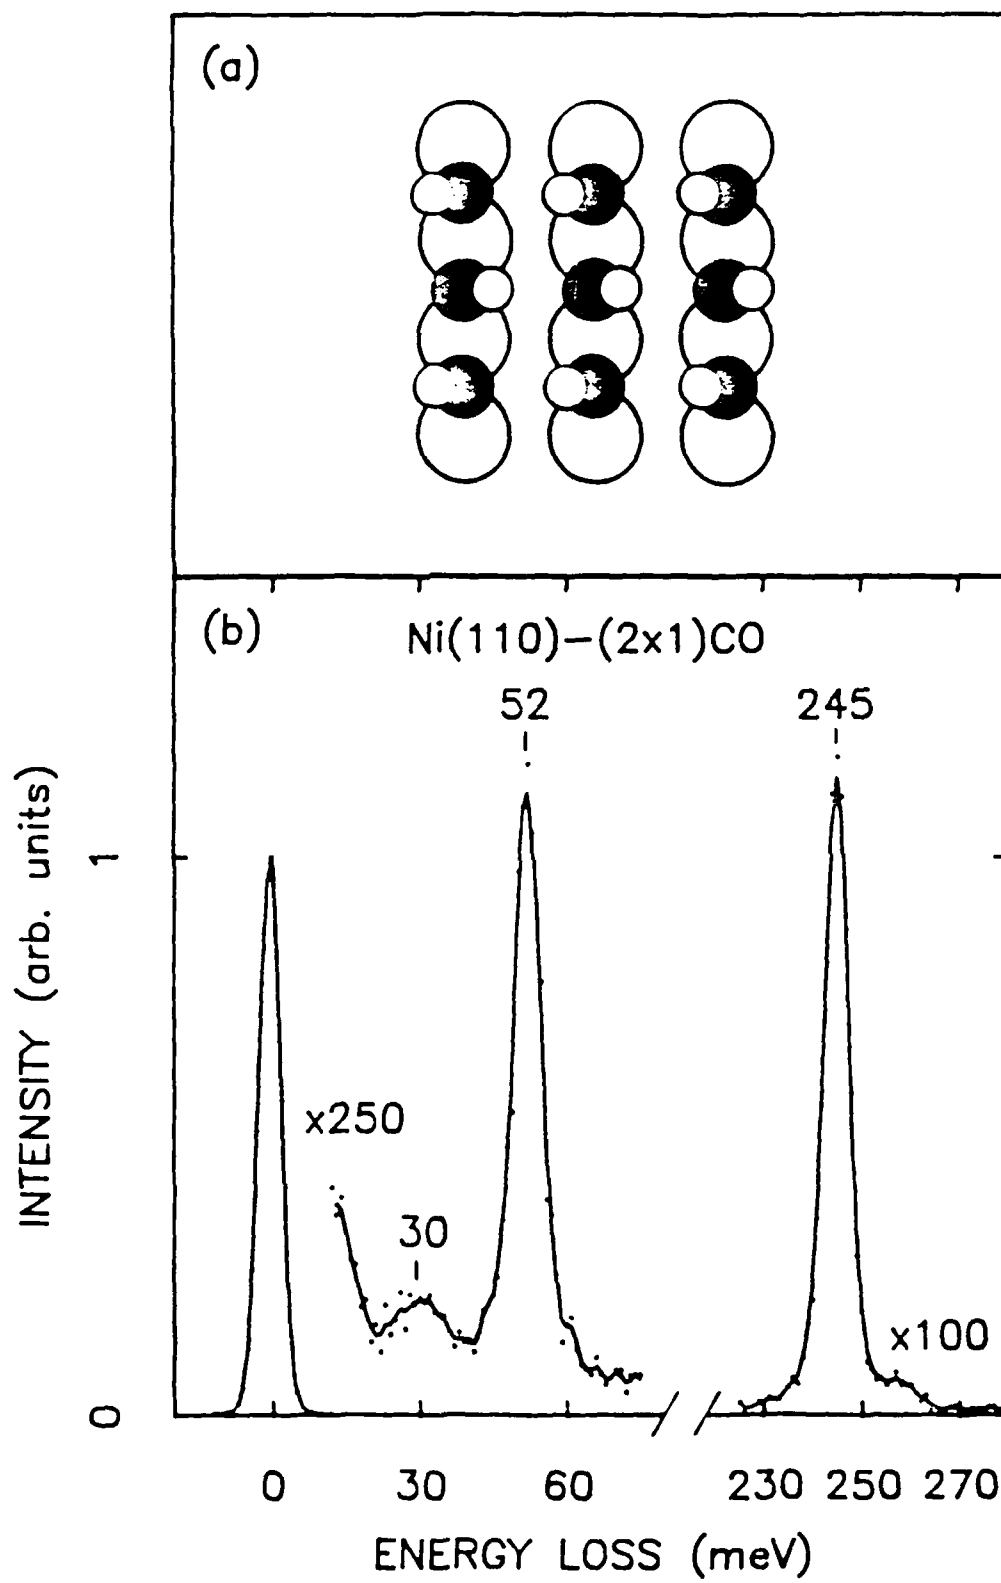 (a)
(b)
Ni(110)-(2x1)CO
52
245
INTENSITY (arb. units)
1
x250
30
x100
0
0 30 60 230 250 270
ENERGY LOSS (meV)